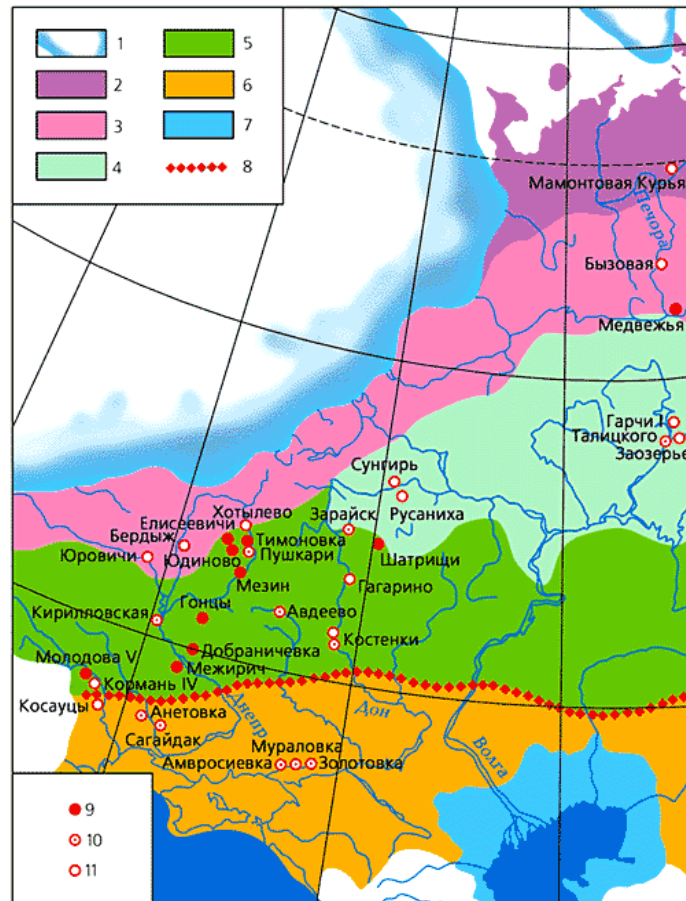 1
5
2
6
3
7
4
8
Мамонтовая Курья
Печора
Бызовая
Медвежья
Гарчи I
Талицкого
Заозерье
Сунгирь
Русаниха
Хотылево
Зарайск
Елисеевичи
Бердыж
Тимоновка
Юровичи
Юдиново
Пушкари
Шатрищи
Мезин
Гагарино
Гонцы
Кирилловская
Авдеево
Костенки
Добраничевка
Молодова V
Межирич
Кормань IV
Косауцы
Анетовка
Днепр
Дон
Сагайдак
Волга
Мураловка
Амвросиевка
Золотовка
9
10
11